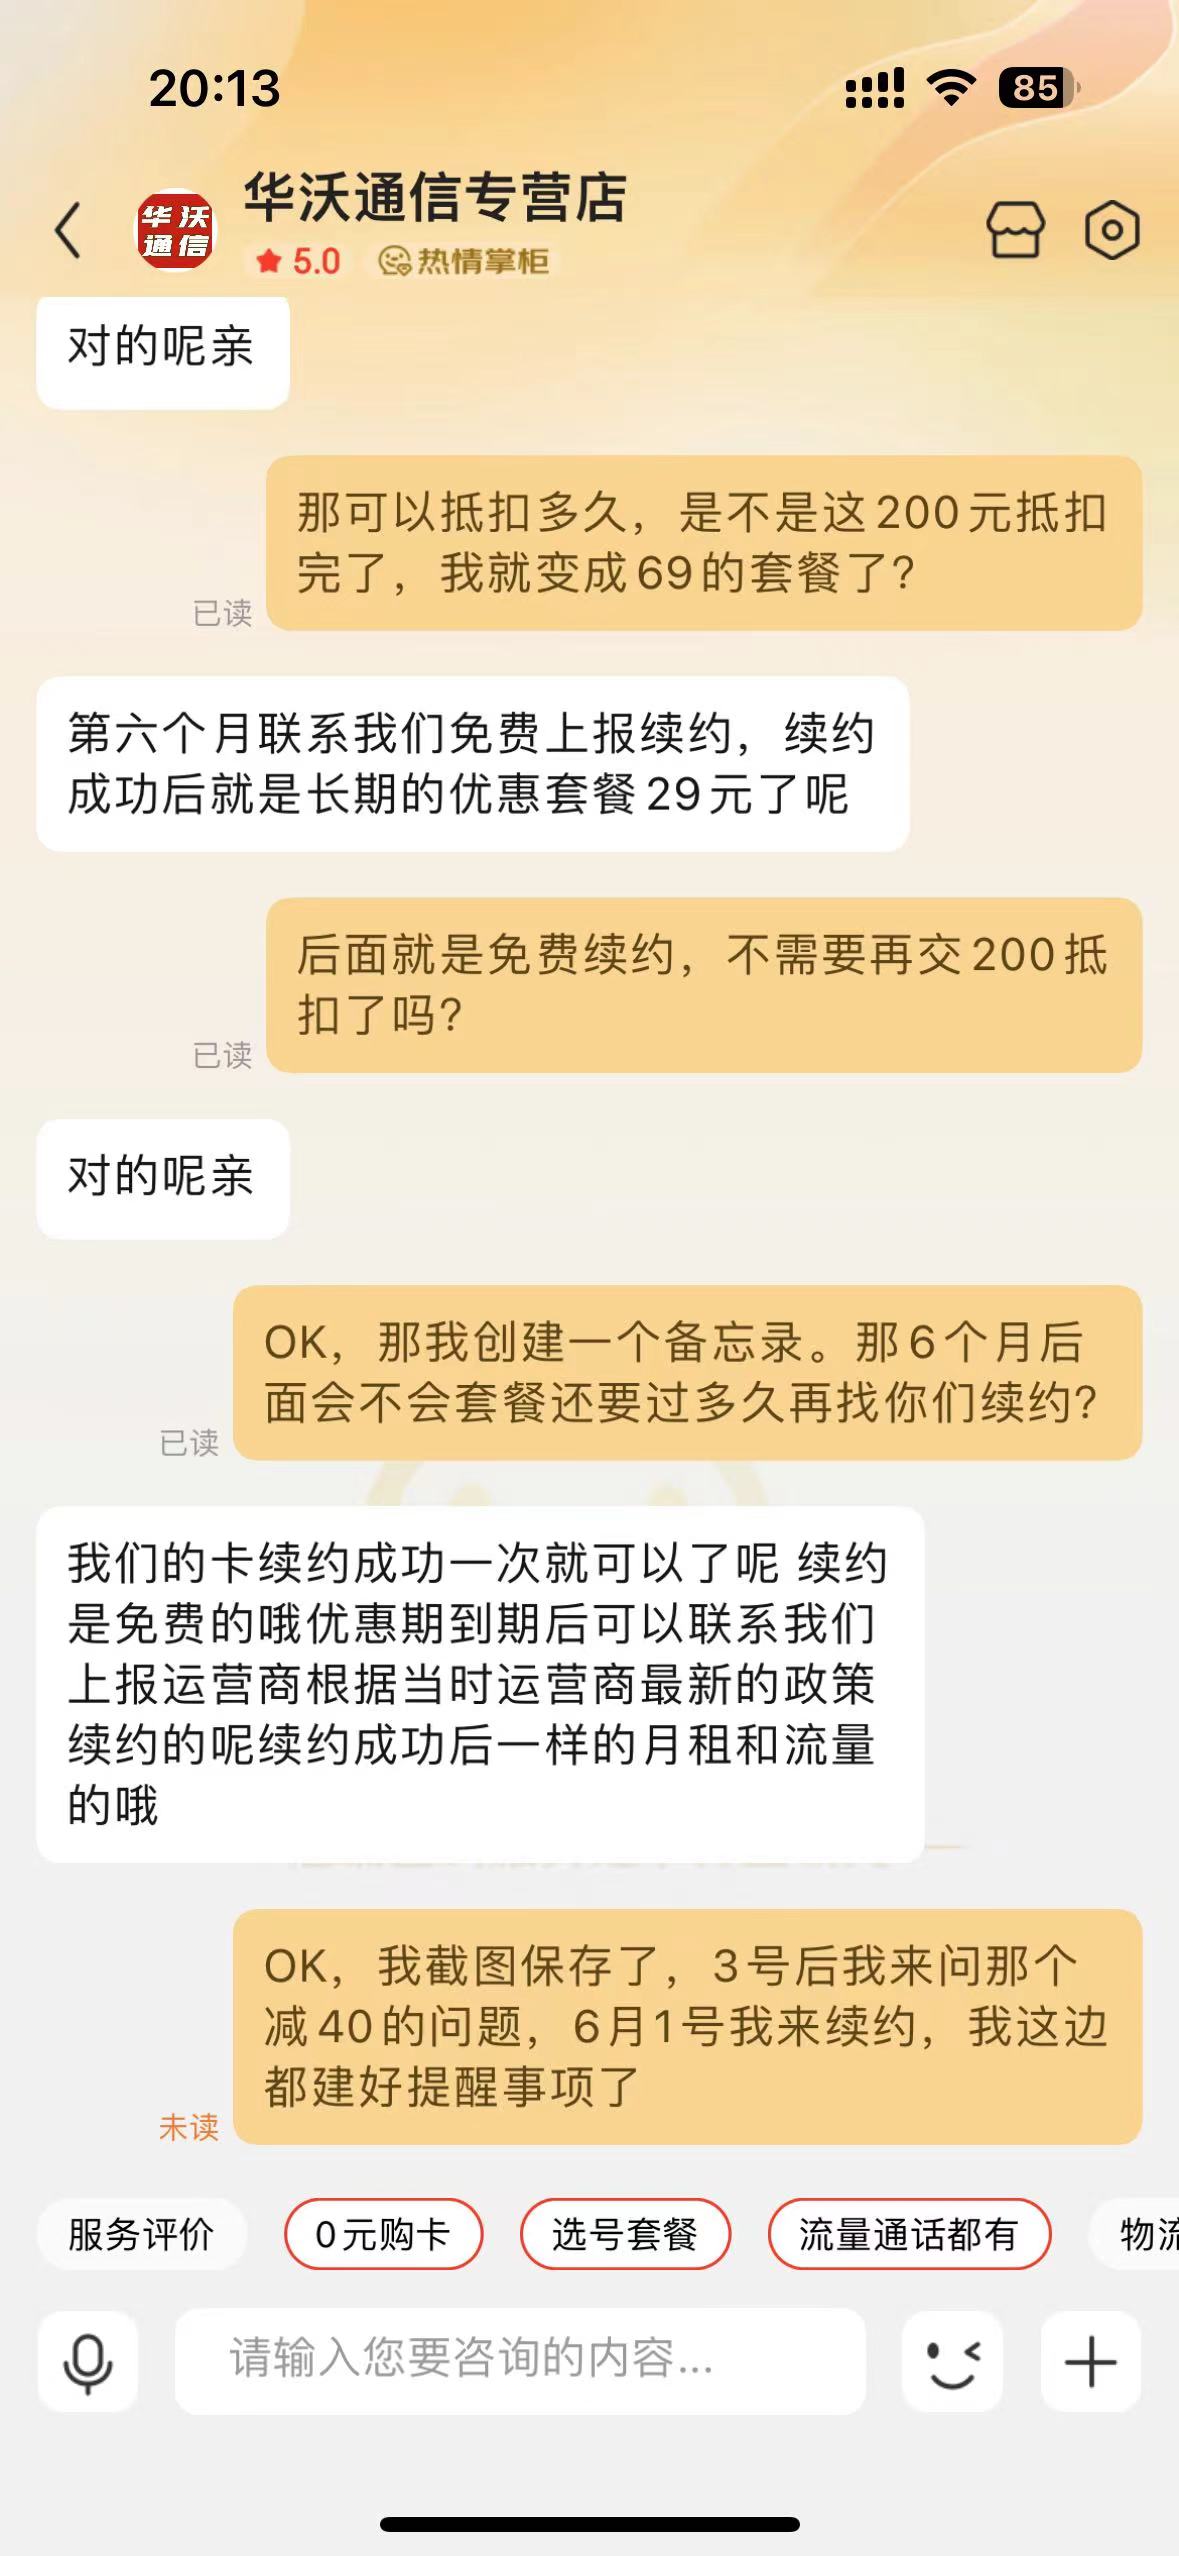 20:13
85
华沃通信专营店
华沃
通信
5.0
热情掌柜
对的呢亲
那可以抵扣多久，是不是这200元抵扣
完了，我就变成69的套餐了?
已读
第六个月联系我们免费上报续约，续约
成功后就是长期的优惠套餐29元了呢
后面就是免费续约，不需要再交200抵
扣了吗?
已读
对的呢亲
OK，那我创建一个备忘录。那6个月后
面会不会套餐还要过多久再找你们续约?
已读
我们的卡续约成功一次就可以了呢 续约
是免费的哦优惠期到期后可以联系我们
上报运营商根据当时运营商最新的政策
续约的呢续约成功后一样的月租和流量
的哦
OK，我截图保存了，3号后我来问那个
减40的问题，6月1号我来续约，我这边
都建好提醒事项了
未读
服务评价
0元购卡
选号套餐
流量通话都有
物流
请输入您要咨询的内容...